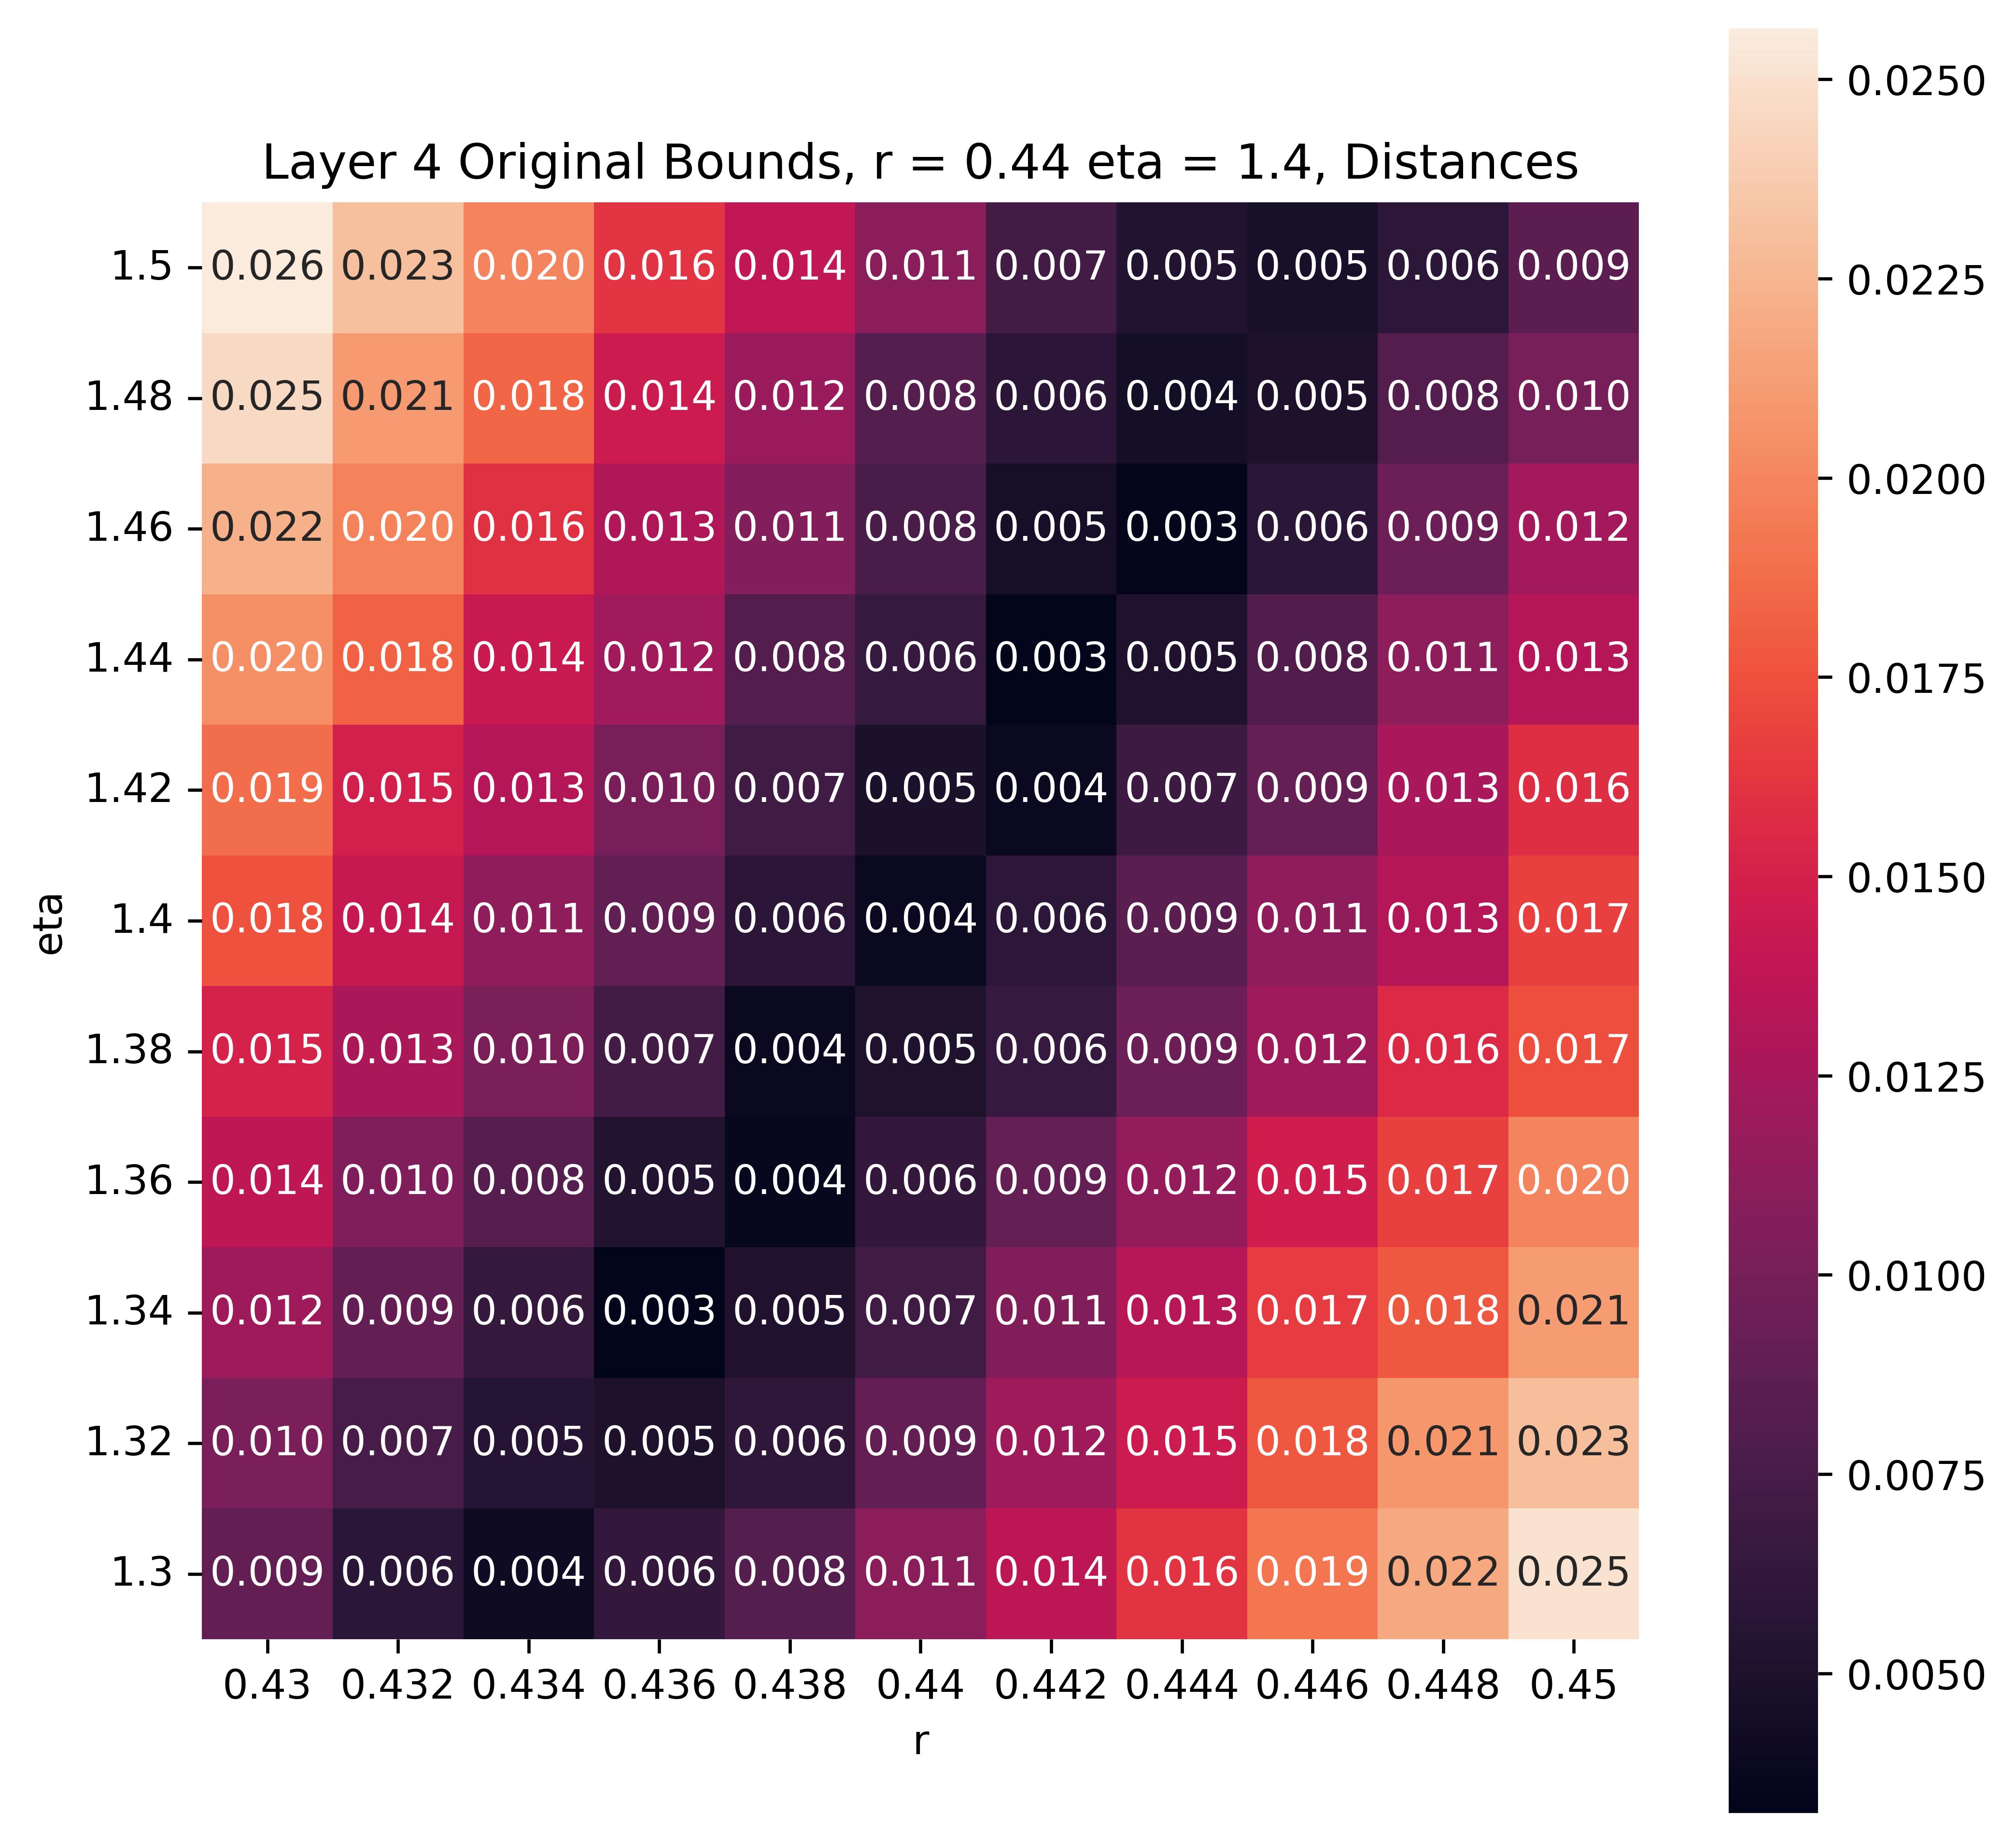 Layer 4 Original Bounds, r = 0.44 eta = 1.4, Distances
1.5 0.026 0.023 0.020 0.016 0.014 0.011 0.007 0.005 0.005 0.006 0.009
1.48 0.025 0.021 0.018 0.014 0.012 0.008 0.006 0.004 0.005 0.008 0.010
1.46 0.022 0.020 0.016 0.013 0.011 0.008 0.005 0.003 0.006 0.009 0.012
1.44 0.020 0.018 0.014 0.012 0.008 0.006 0.003 0.005 0.008 0.011 0.013
1.42 0.019 0.015 0.013 0.010 0.007 0.005 0.004 0.007 0.009 0.013 0.016
1.4 0.018 0.014 0.011 0.009 0.006 0.004 0.006 0.009 0.011 0.013 0.017
1.38 0.015 0.013 0.010 0.007 0.004 0.005 0.006 0.009 0.012 0.016 0.017
1.36 0.014 0.010 0.008 0.005 0.004 0.006 0.009 0.012 0.015 0.017 0.020
1.34 0.012 0.009 0.006 0.003 0.005 0.007 0.011 0.013 0.017 0.018 0.021
1.32 0.010 0.007 0.005 0.005 0.006 0.009 0.012 0.015 0.018 0.021 0.023
1.3 0.009 0.006 0.004 0.006 0.008 0.011 0.014 0.016 0.019 0.022 0.025
0.43 0.432 0.434 0.436 0.438 0.44 0.442 0.444 0.446 0.448 0.45
r
eta
0.0250
0.0225
0.0200
0.0175
0.0150
0.0125
0.0100
0.0075
0.0050